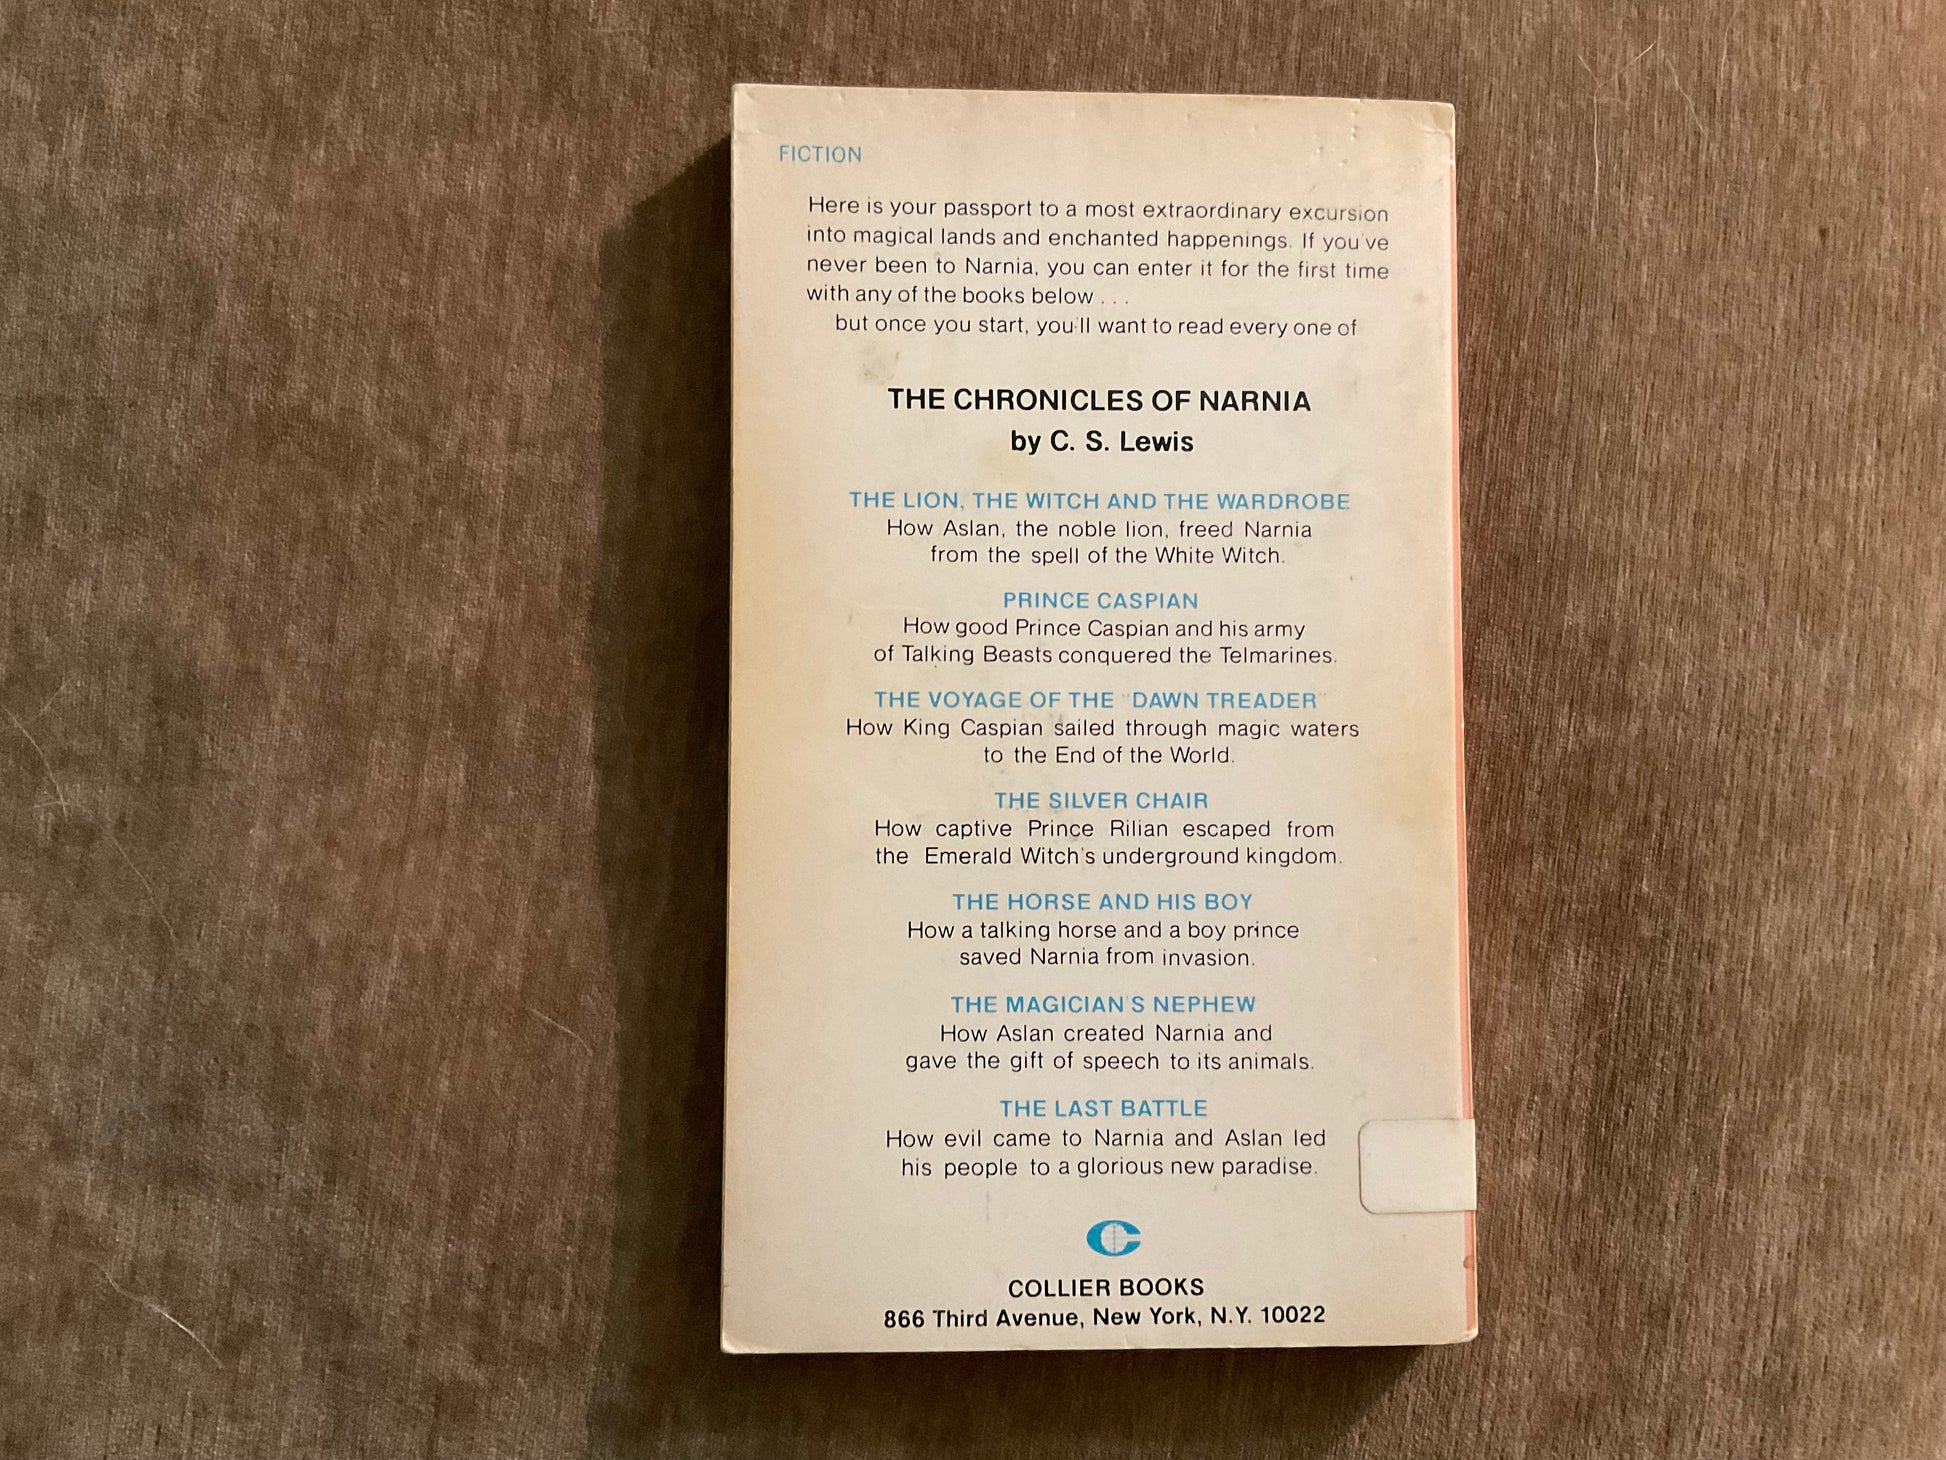 FICTION
Here is your passport to a most extraordinary excursion
into magical lands and enchanted happenings. If you've
never been to Narnia, you can enter it for the first time
with any of the books below . . .
but once you start, you'll want to read every one of
THE CHRONICLES OF NARNIA
by C. S. Lewis
THE LION, THE WITCH AND THE WARDROBE
How Aslan, the noble lion, freed Narnia
from the spell of the White Witch.
PRINCE CASPIAN
How good Prince Caspian and his army
of Talking Beasts conquered the Telmarines.
THE VOYAGE OF THE "DAWN TREADER"
How King Caspian sailed through magic waters
to the End of the World.
THE SILVER CHAIR
How captive Prince Rilian escaped from
the Emerald Witch's underground kingdom.
THE HORSE AND HIS BOY
How a talking horse and a boy prince
saved Narnia from invasion.
THE MAGICIAN'S NEPHEW
How Aslan created Narnia and
gave the gift of speech to its animals.
THE LAST BATTLE
How evil came to Narnia and Aslan led
his people to a glorious new paradise.
COLLIER BOOKS
866 Third Avenue, New York, N.Y. 10022